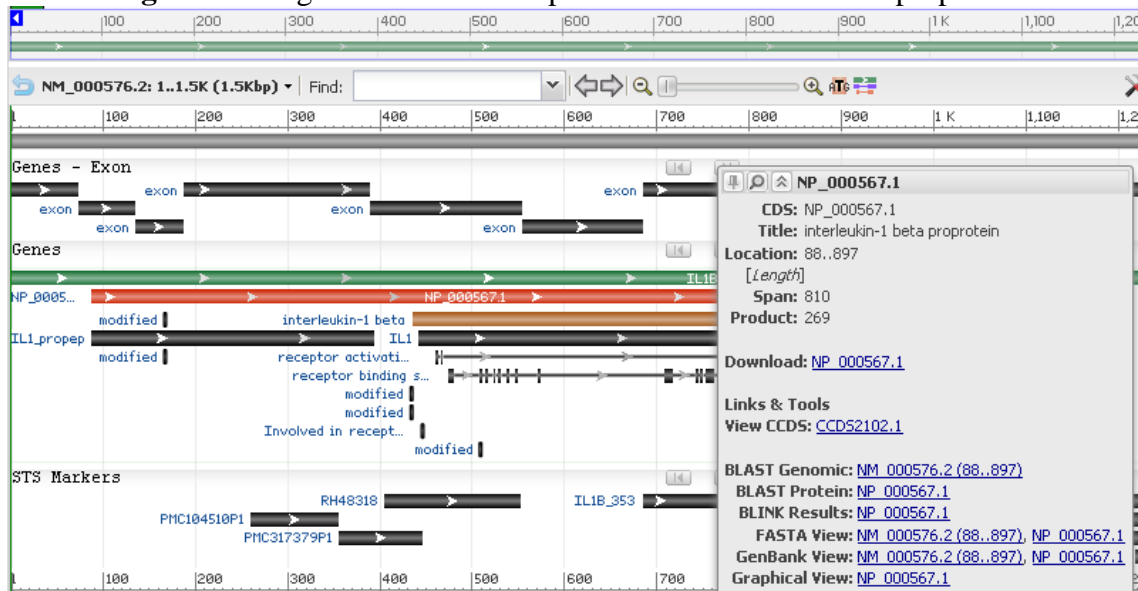 |100 |200 |300 |400 |500 |600 |700 |800 |900 |1 K |1,100 |1,20
NM_000576.2: 1..1.5K (1.5Kbp) Find: ATG
1 |100 |200 |300 |400 |500 |600 |700 |800 |900 |1 K |1,100 |1,2
Genes - Exon
exon exon exon
exon exon
exon exon
Genes
IL1B
NP_0005... NP_000567.1
modified interleukin-1 beta
IL1_propep IL1
modified receptor activati...
receptor binding s...
modified
modified
Involved in recept...
modified
STS Markers
RH48318 IL1B_353
PMC104510P1
PMC317379P1
1 |100 |200 |300 |400 |500 |600 |700
NP_000567.1
CDS: NP_000567.1
Title: interleukin-1 beta proprotein
Location: 88..897
[Length]
Span: 810
Product: 269
Download: NP_000567.1
Links & Tools
View CCDS: CCDS2102.1
BLAST Genomic: NM_000576.2 (88..897)
BLAST Protein: NP_000567.1
BLINK Results: NP_000567.1
FASTA View: NM_000576.2 (88..897), NP_000567.1
GenBank View: NM_000576.2 (88..897), NP_000567.1
Graphical View: NP_000567.1